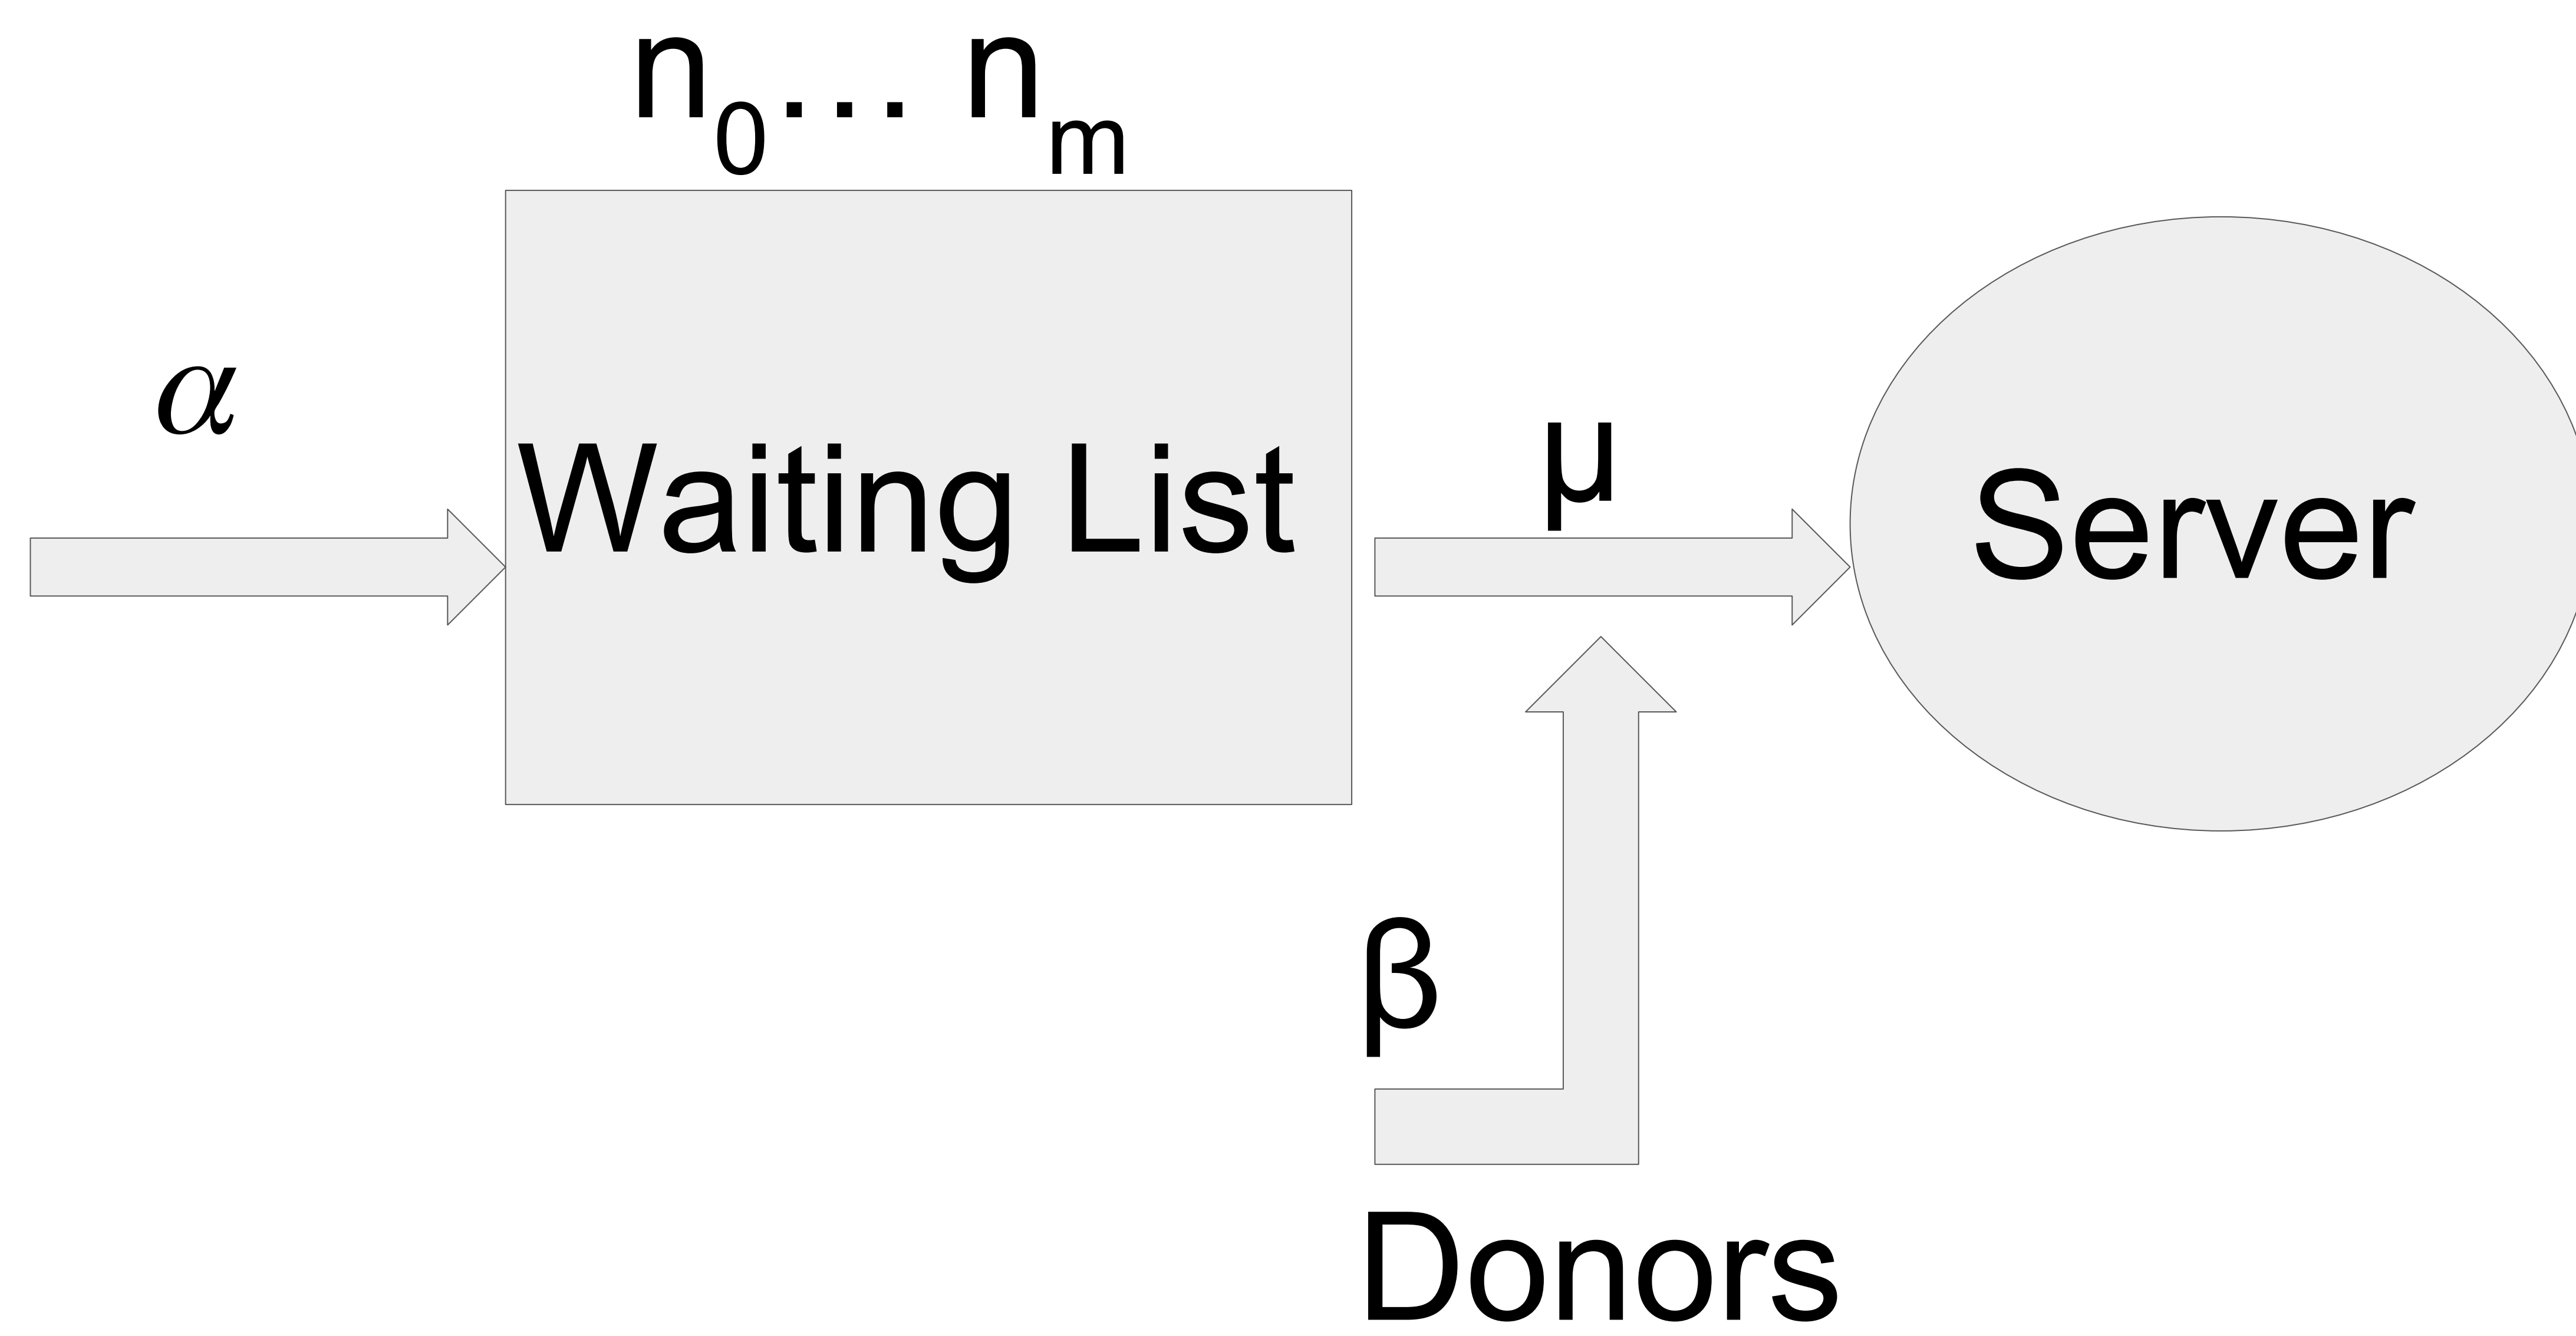 n₀… nₘ
α
Waiting List
μ
Server
β
Donors